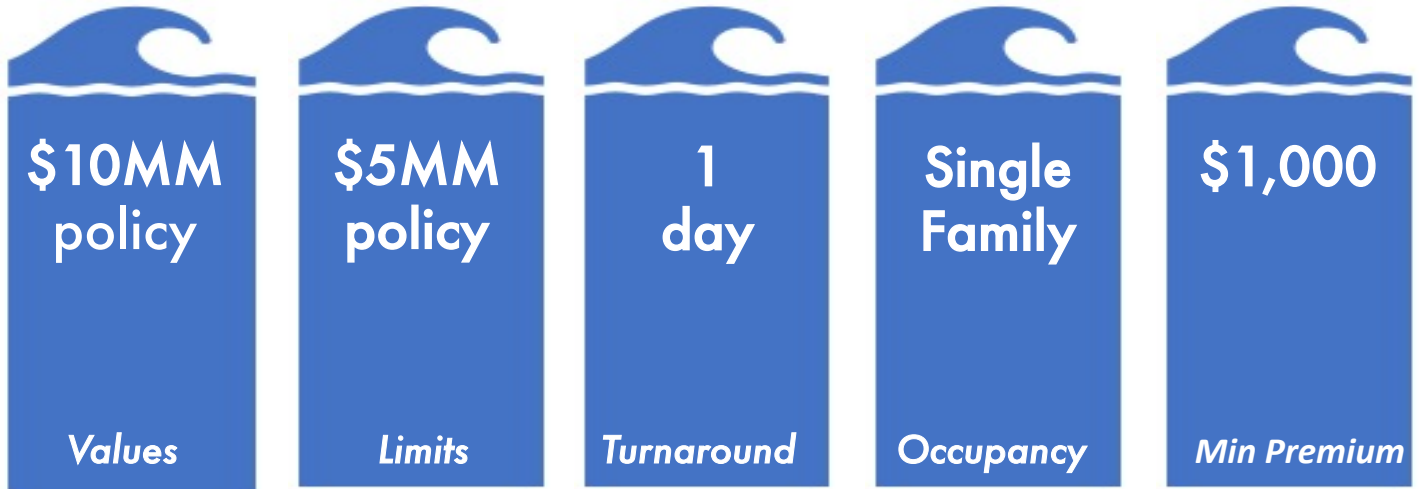 $10MM
policy
Values
$5MM
policy
Limits
1
day
Turnaround
Single
Family
Occupancy
$1,000
Min Premium